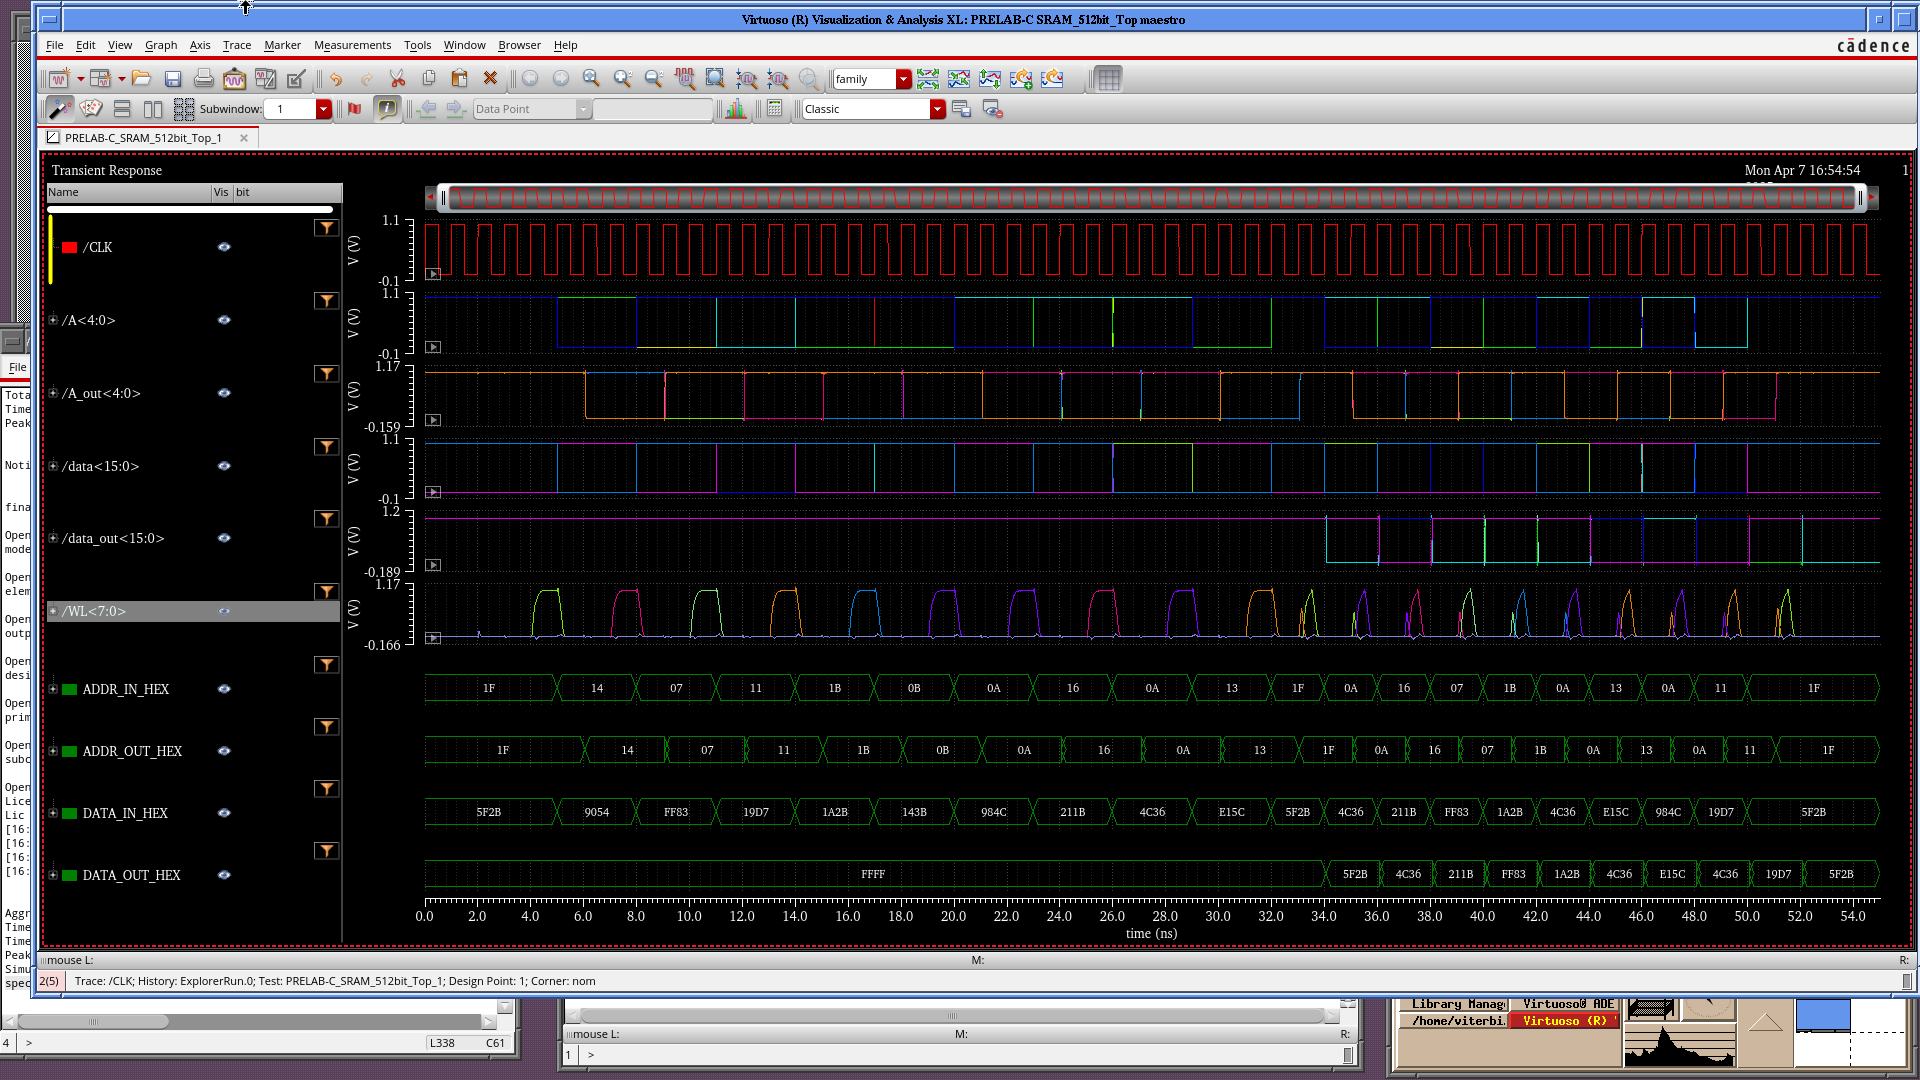 Virtuoso (R) Visualization & Analysis XL: PRELAB-C SRAM_512bit_Top maestro
File Edit View Graph Axis Trace Marker Measurements Tools Window Browser Help
cādence
family
Subwindow: 1 Data Point Classic
PRELAB-C_SRAM_512bit_Top_1
Transient Response
Mon Apr 7 16:54:54 1
Name Vis bit
/CLK
V (V)
1.1
-0.1
/A<4:0>
V (V)
1.1
-0.1
/A_out<4:0>
V (V)
1.17
-0.159
/data<15:0>
V (V)
1.1
-0.1
/data_out<15:0>
V (V)
1.2
-0.189
/WL<7:0>
V (V)
1.17
-0.166
ADDR_IN_HEX 1F 14 07 11 1B 0B 0A 16 0A 13 1F 0A 16 07 1B 0A 13 0A 11 1F
ADDR_OUT_HEX 1F 14 07 11 1B 0B 0A 16 0A 13 1F 0A 16 07 1B 0A 13 0A 11 1F
DATA_IN_HEX 5F2B 9054 FF83 19D7 1A2B 143B 984C 211B 4C36 E15C 5F2B 4C36 211B FF83 1A2B 4C36 E15C 984C 19D7 5F2B
DATA_OUT_HEX FFFF 5F2B 4C36 211B FF83 1A2B 4C36 E15C 4C36 19D7 5F2B
0.0 2.0 4.0 6.0 8.0 10.0 12.0 14.0 16.0 18.0 20.0 22.0 24.0 26.0 28.0 30.0 32.0 34.0 36.0 38.0 40.0 42.0 44.0 46.0 48.0 50.0 52.0 54.0
time (ns)
mouse L: M: R:
2(5) Trace: /CLK; History: ExplorerRun.0; Test: PRELAB-C_SRAM_512bit_Top_1; Design Point: 1; Corner: nom
File
Tota
Time
Peak
Noti
fina
Open
mode
Open
elem
Open
outp
Open
desi
Open
prim
Open
subc
Open
Lice
Lic
[16:
[16:
[16:
[16:
Aggr
Time
Time
Peak
Simu
spec
4 > L338 C61
mouse L: M: R:
1 >
Library Manag Virtuoso® ADE
/home/viterbi. Virtuoso (R)